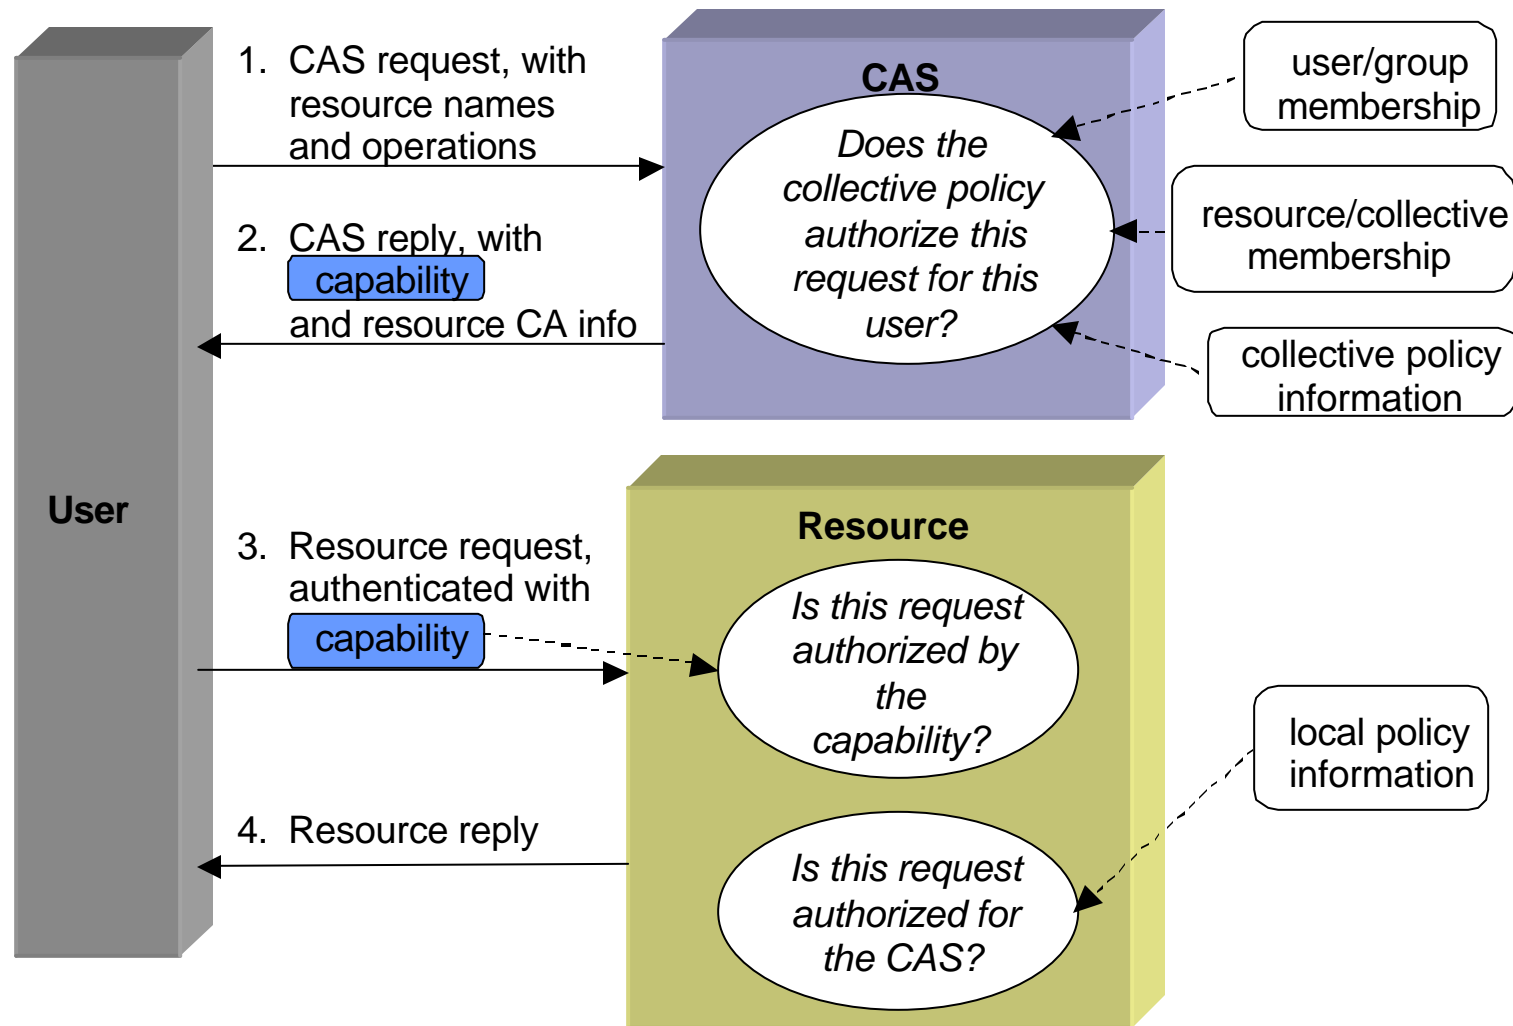 1. CAS request, with
resource names
and operations
2. CAS reply, with
capability
and resource CA info
User
3. Resource request,
authenticated with
capability
4. Resource reply
CAS
Does the
collective policy
authorize this
request for this
user?
user/group
membership
resource/collective
membership
collective policy
information
Resource
Is this request
authorized by
the
capability?
Is this request
authorized for
the CAS?
local policy
information